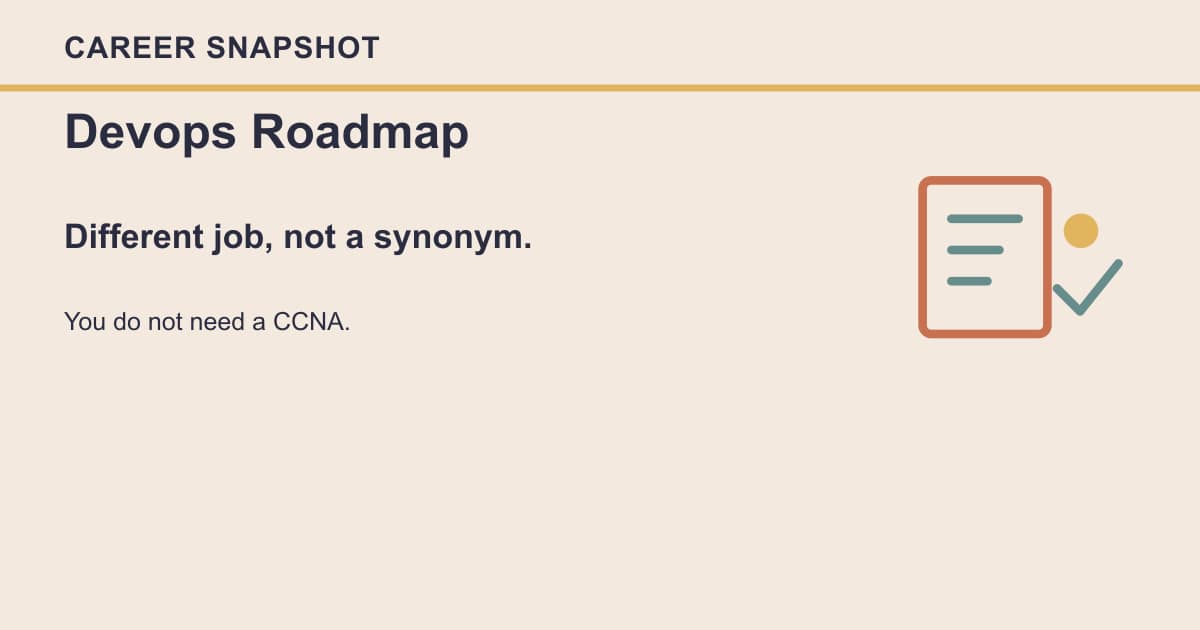 CAREER SNAPSHOT
Devops Roadmap
Different job, not a synonym.
You do not need a CCNA.